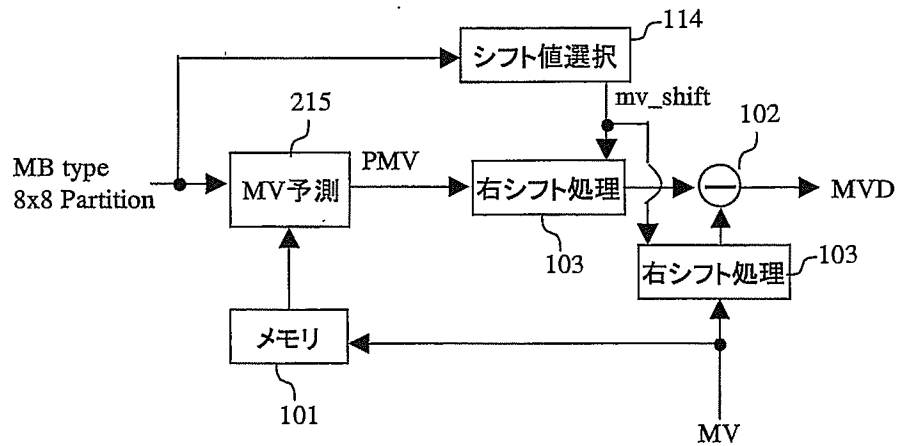 114
シフト値選択
mv_shift
215
102
MB type
8x8 Partition
MV予測
PMV
右シフト処理
MVD
103
右シフト処理
103
メモリ
101
MV